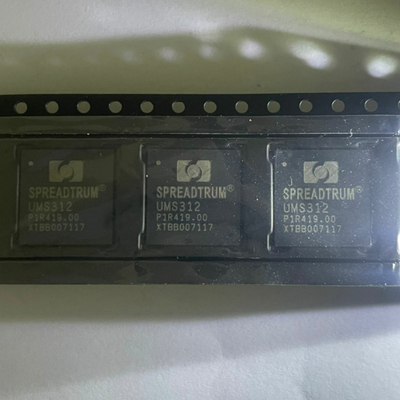 SPREADTRUM®
UMS312
P1R419.00
XTBB007117
SPREADTRUM®
UMS312
P1R419.00
XTBB007117
SPREADTRUM®
UMS312
P1R419.00
XTBB007117